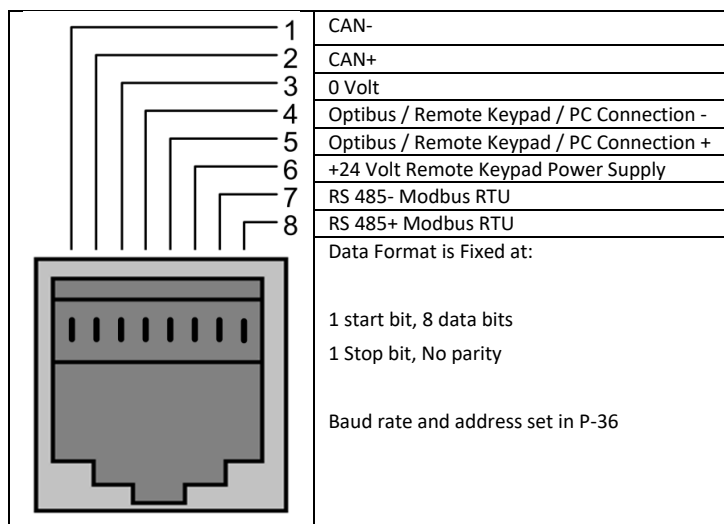 1 CAN-
2 CAN+
3 0 Volt
4 Optibus / Remote Keypad / PC Connection -
5 Optibus / Remote Keypad / PC Connection +
6 +24 Volt Remote Keypad Power Supply
7 RS 485- Modbus RTU
8 RS 485+ Modbus RTU
Data Format is Fixed at:
1 start bit, 8 data bits
1 Stop bit, No parity
Baud rate and address set in P-36